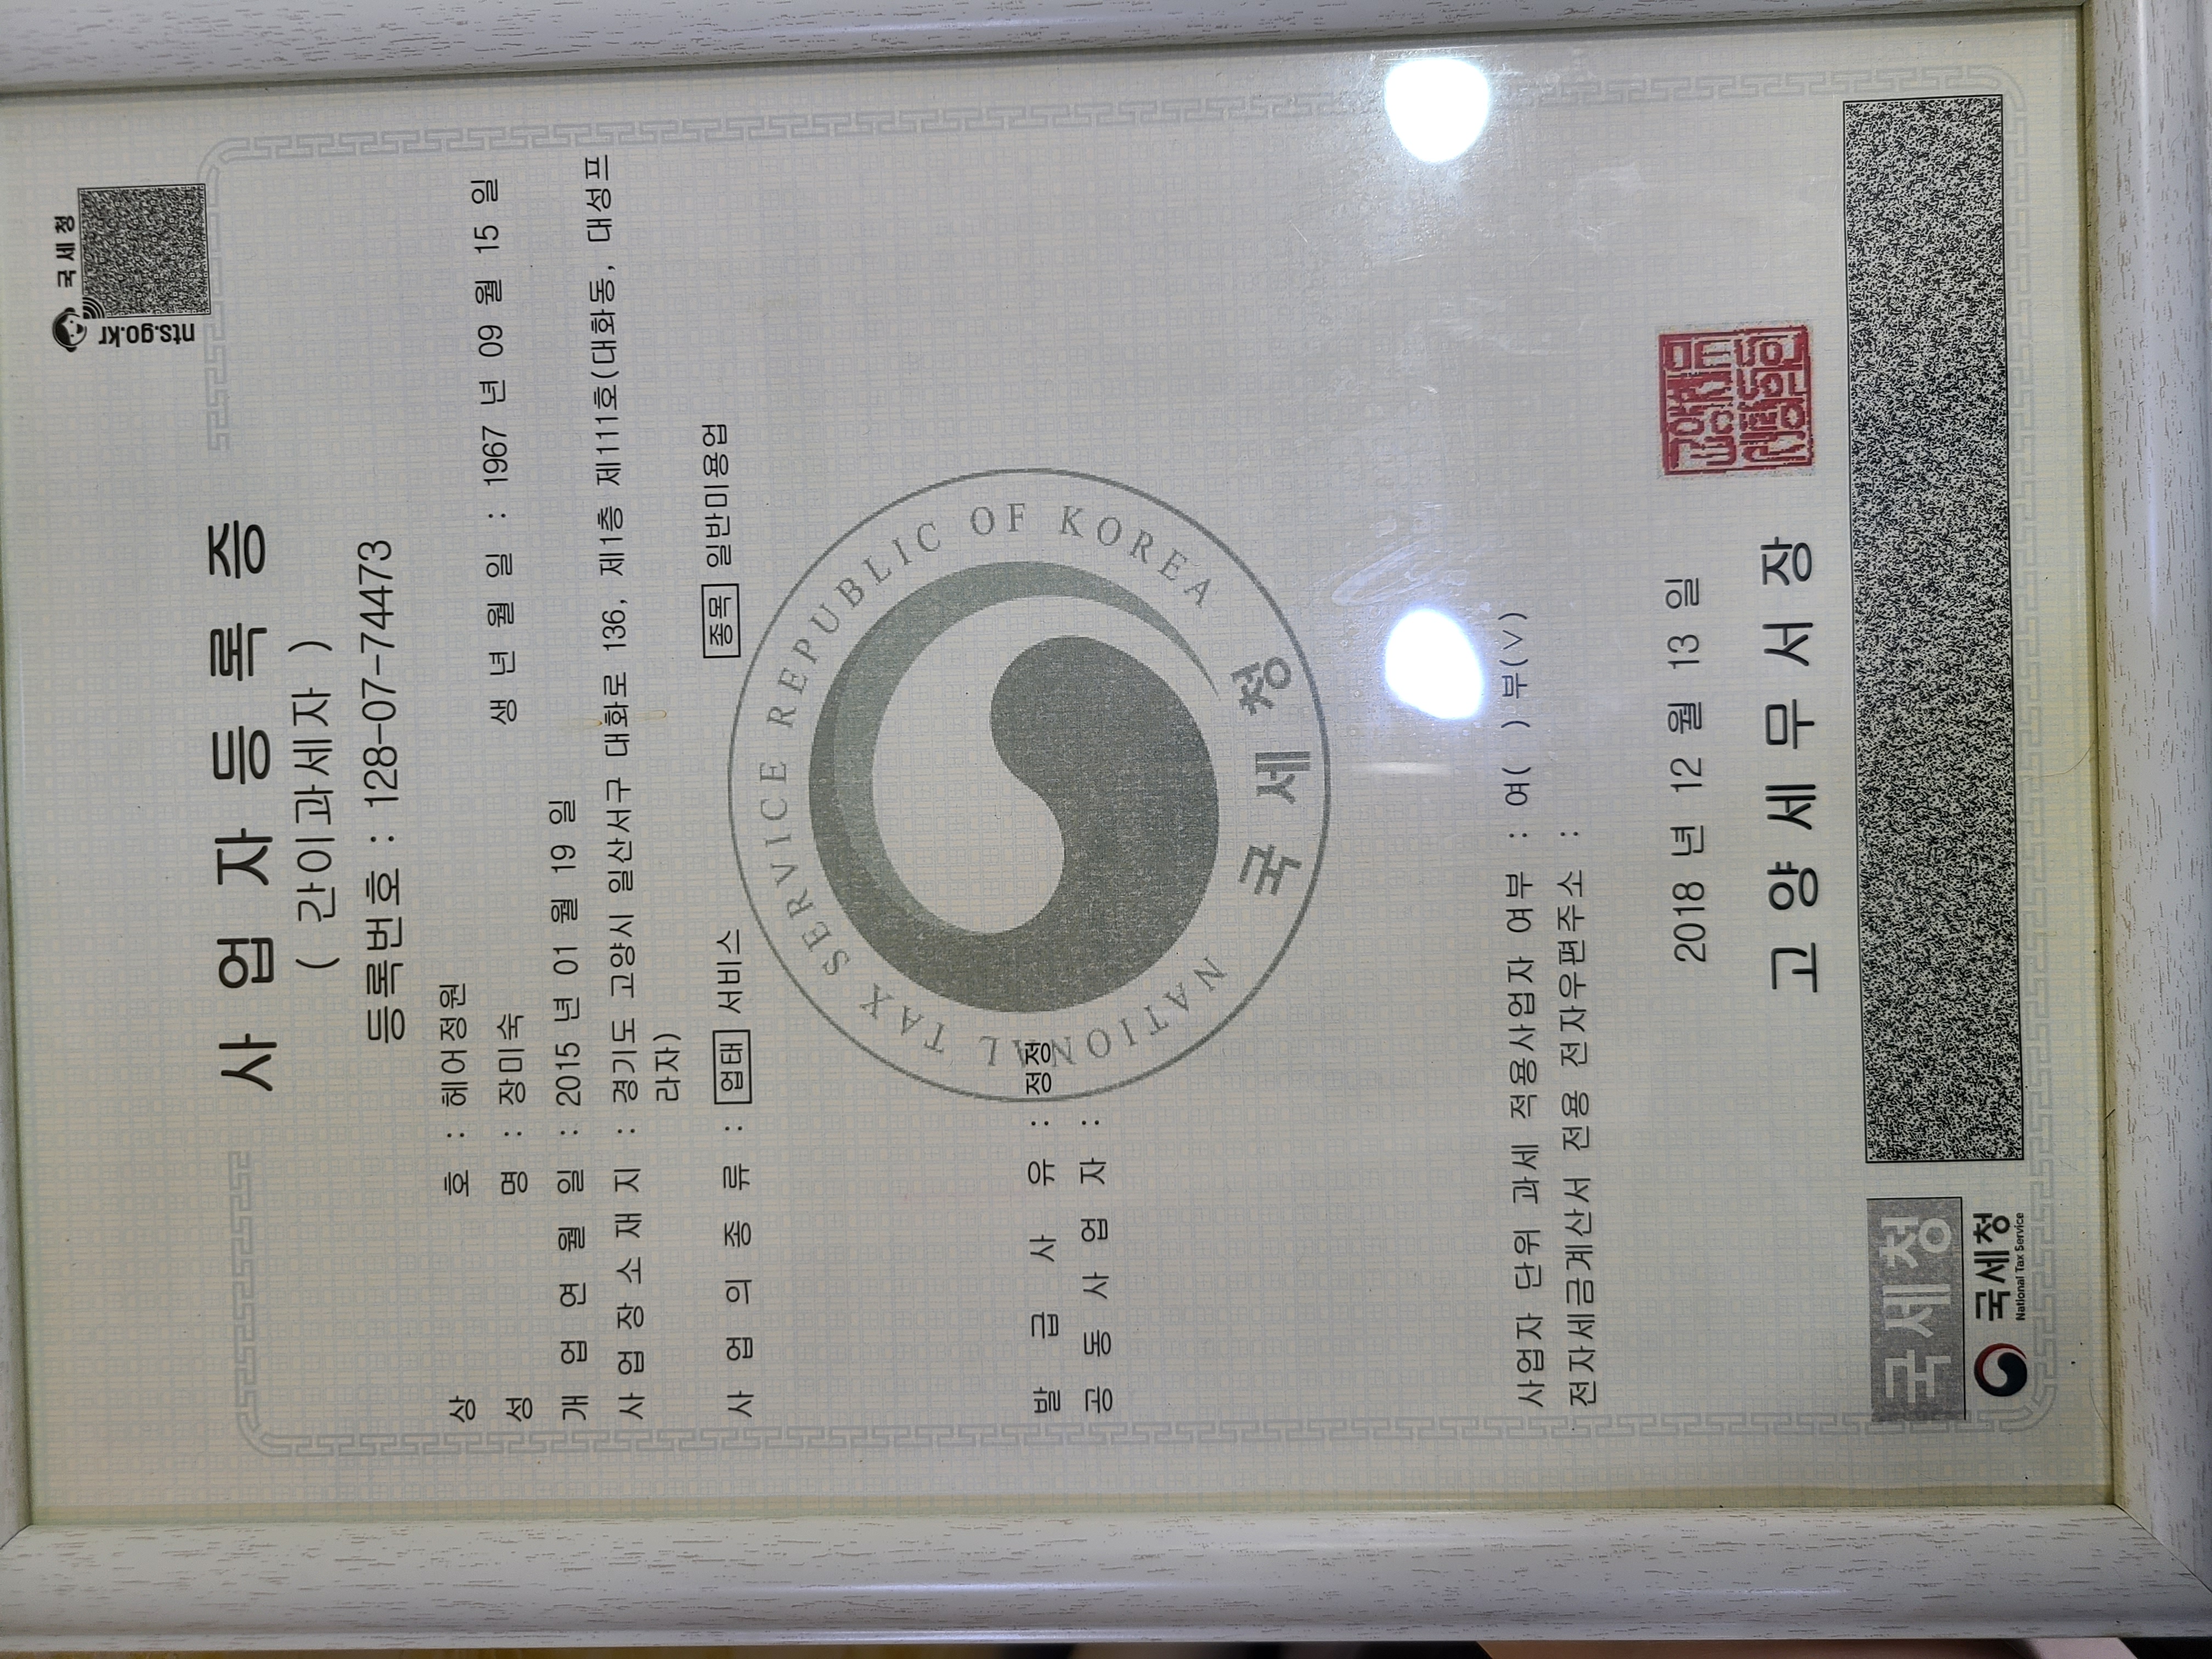 국세청
nts.go.kr
사업자등록증
( 간이과세자 )
등록번호 : 128-07-74473
상 호 : 헤어정원
성 명 : 장미숙 생 년 월 일 : 1967 년 09 월 15 일
개 업 연 월 일 : 2015 년 01 월 19 일
사 업 장 소 재 지 : 경기도 고양시 일산서구 대화로 136, 제1층 제111호(대화동, 대성프
라자)
사 업 의 종 류 : 업태 서비스 종목 일반미용업
NATIONAL TAX SERVICE REPUBLIC OF KOREA
국세청
발 급 사 유 : 정정
공 동 사 업 자 :
사업자 단위 과세 적용사업자 여부 : 여( ) 부(∨)
전자세금계산서 전용 전자우편주소 :
2018 년 12 월 13 일
고양세무서장
국세청
국세청
National Tax Service